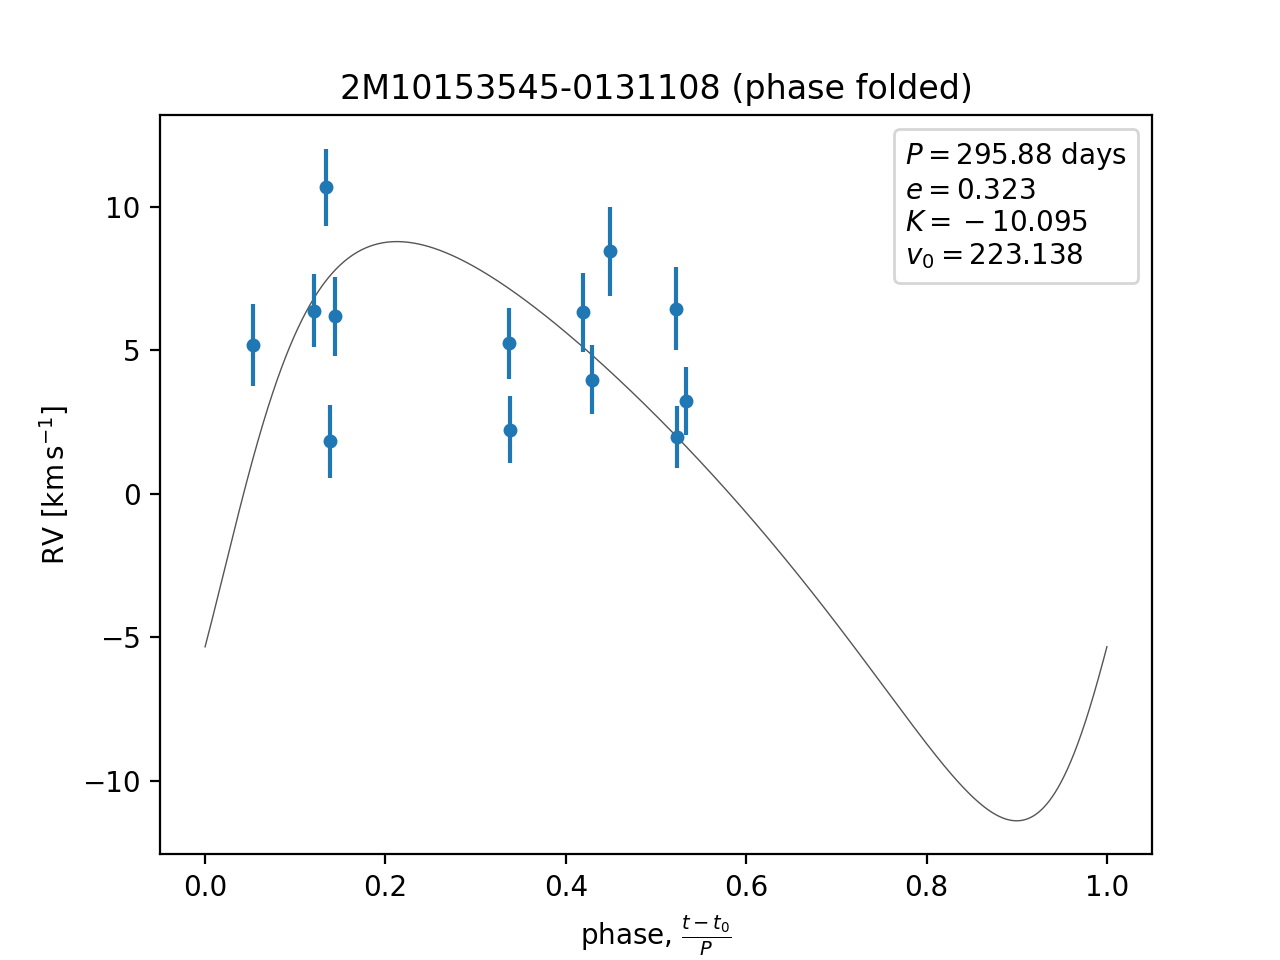 2M10153545-0131108 (phase folded)
P = 295.88 days
e = 0.323
K = −10.095
v₀ = 223.138
10
5
0
−5
−10
RV [km s⁻¹]
0.0 0.2 0.4 0.6 0.8 1.0
phase, (t − t₀)/P